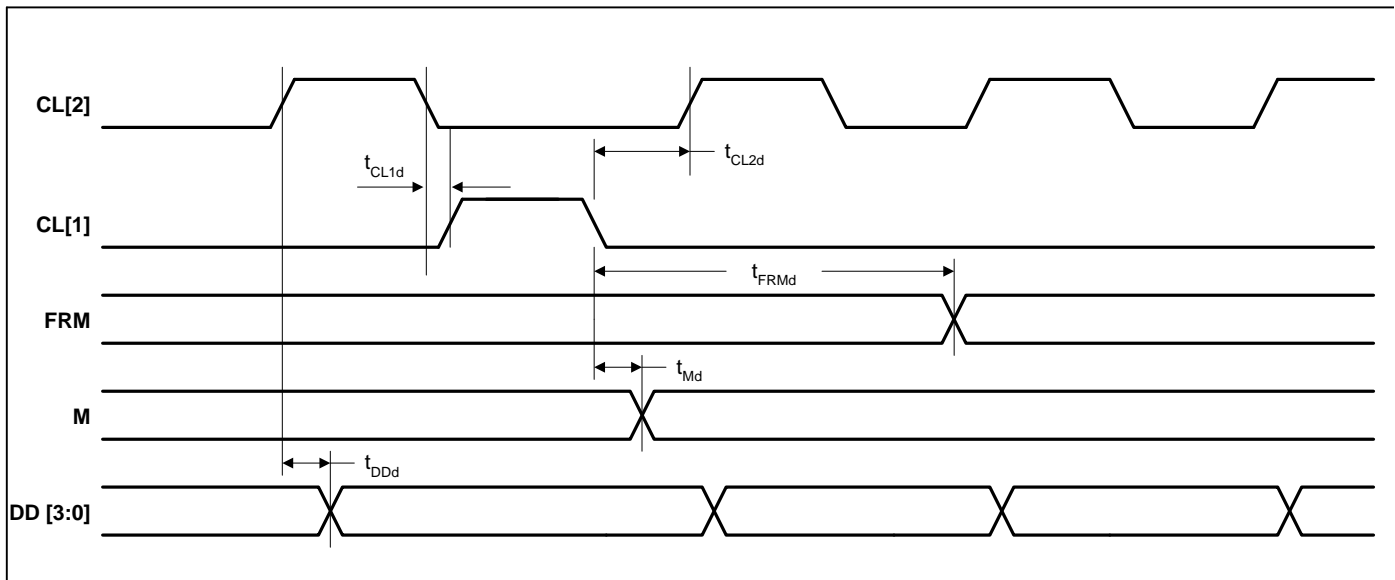 CL[2]
tCL1d
tCL2d
CL[1]
tFRMd
FRM
tMd
M
tDDd
DD [3:0]